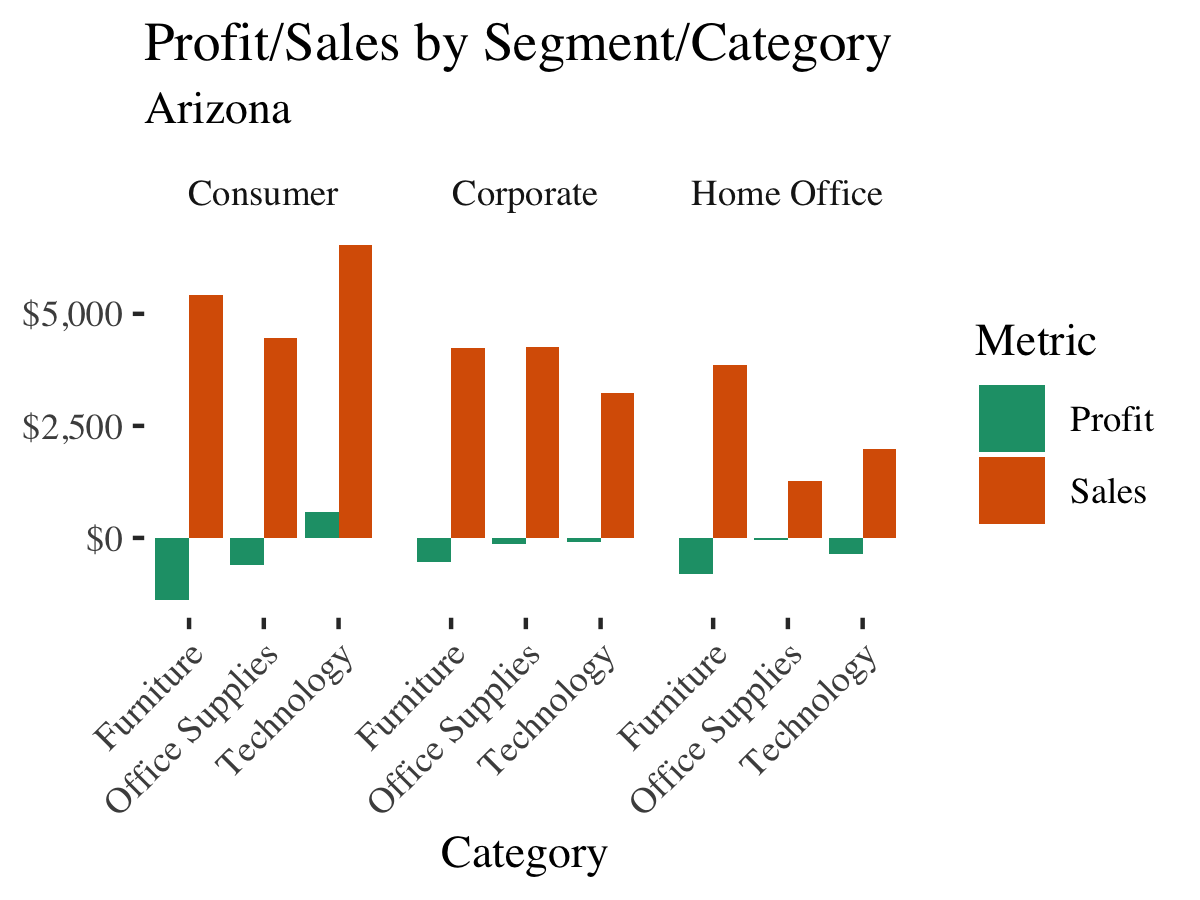 Profit/Sales by Segment/Category
Arizona
Consumer
Corporate
Home Office
$5,000
$2,500
$0
Furniture
Office Supplies
Technology
Furniture
Office Supplies
Technology
Furniture
Office Supplies
Technology
Category
Metric
Profit
Sales